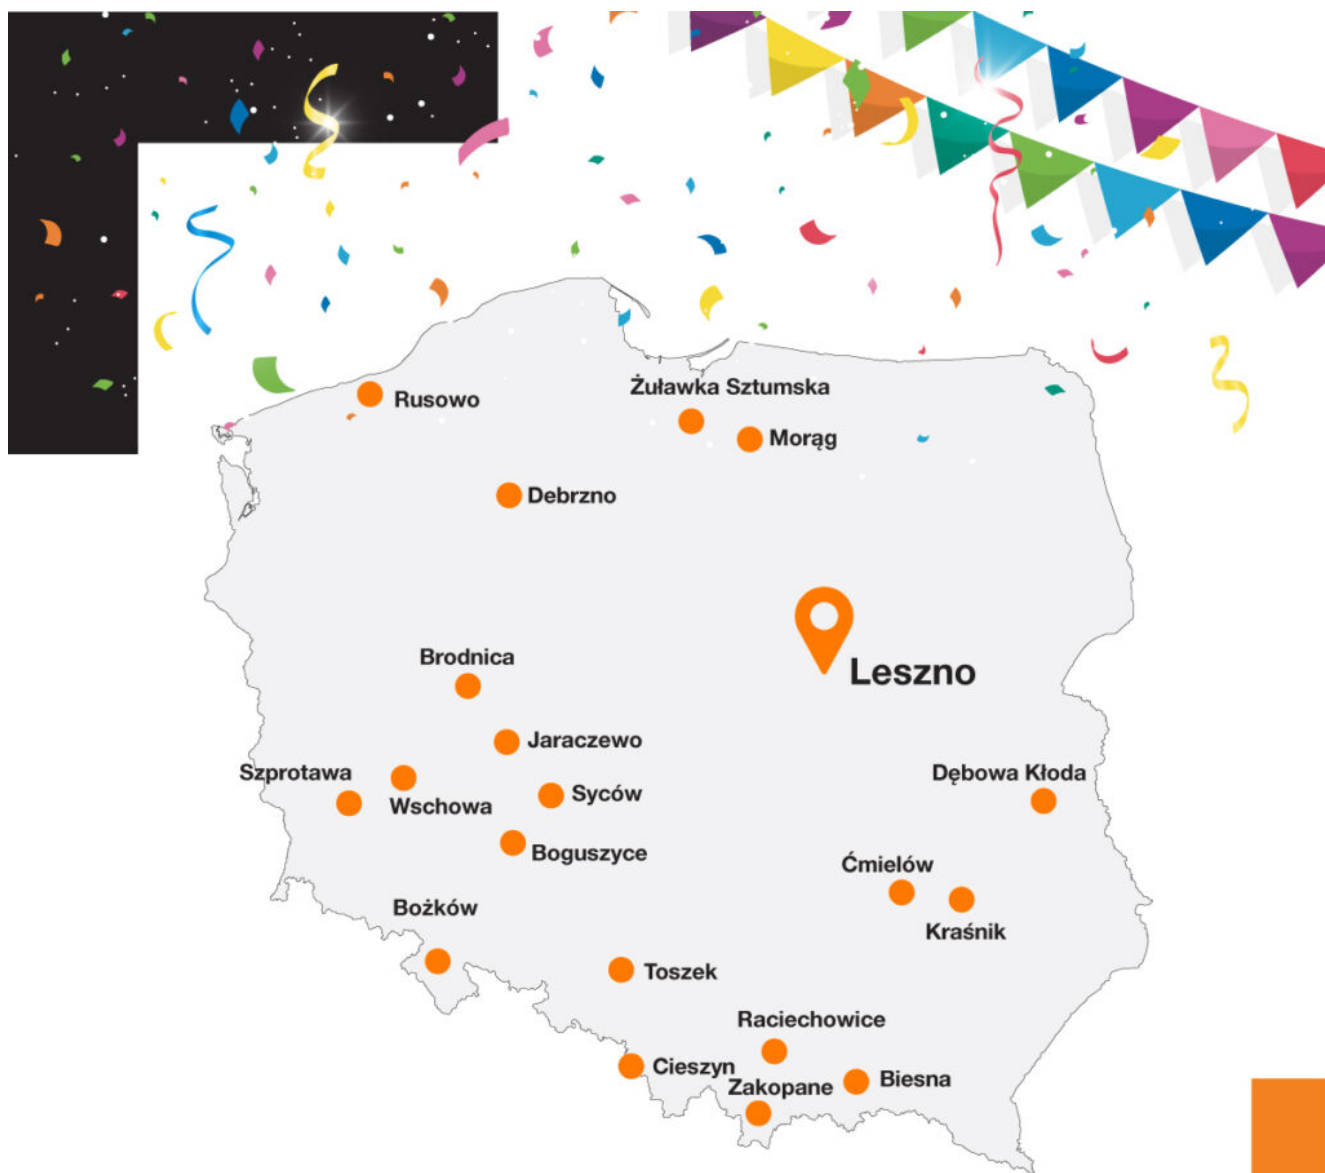 Żuławka Sztumska
Rusowo
Morąg
Debrzno
Brodnica
Leszno
Jaraczewo
Szprotawa
Dębowa Kłoda
Syców
Wschowa
Boguszyce
Ćmielów
Bożków
Kraśnik
Toszek
Raciechowice
Cieszyn
Biesna
Zakopane